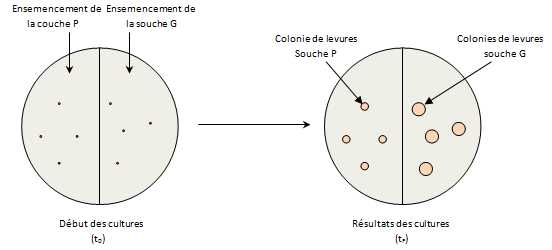 Ensemencement de
la couche P
Ensemencement de
la souche G
Colonie de levures
Souche P
Colonies de levures
souche G
Début des cultures
(t₀)
Résultats des cultures
(tₑ)